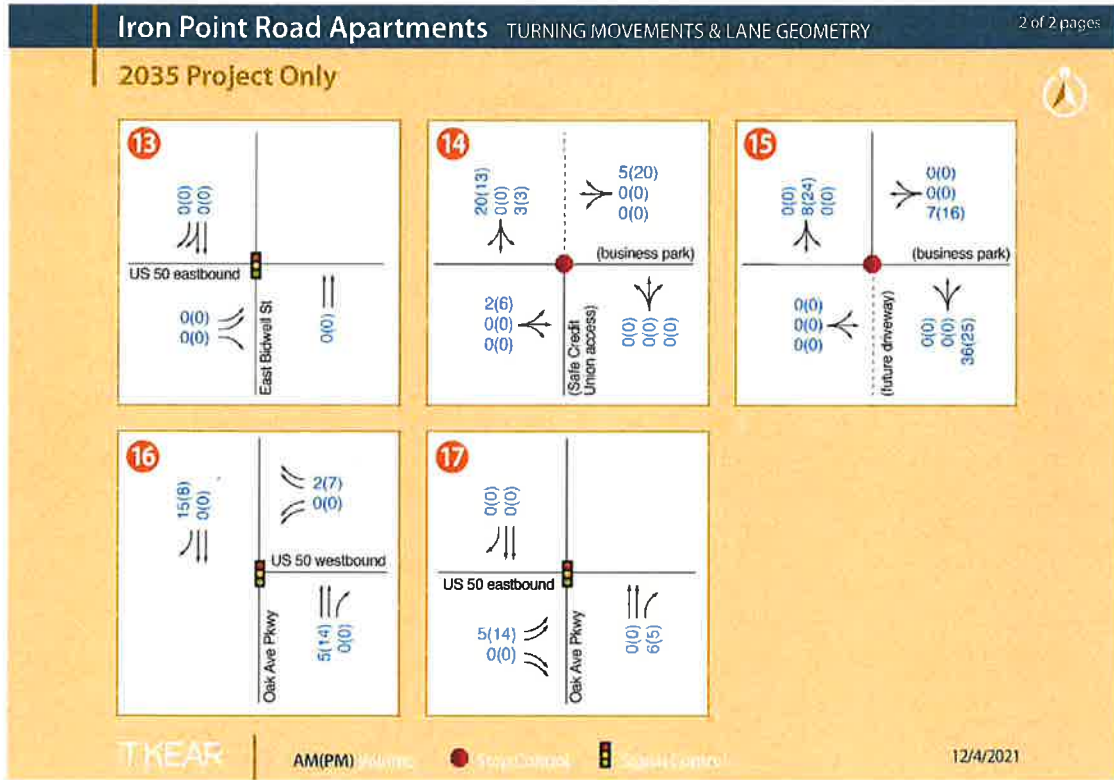 Iron Point Road Apartments TURNING MOVEMENTS & LANE GEOMETRY
2 of 2 pages
2035 Project Only
13
0(0)
0(0)
US 50 eastbound
0(0)
0(0)
East Bidwell St
0(0)
14
20(13)
0(0)
3(3)
5(20)
0(0)
0(0)
(business park)
2(6)
0(0)
0(0)
(Safe Credit
Union access)
0(0)
0(0)
0(0)
15
0(0)
8(24)
0(0)
0(0)
0(0)
7(16)
(business park)
0(0)
0(0)
0(0)
(future driveway)
0(0)
0(0)
36(25)
16
15(8)
0(0)
2(7)
0(0)
US 50 westbound
Oak Ave Pkwy
5(14)
0(0)
17
0(0)
0(0)
US 50 eastbound
5(14)
0(0)
Oak Ave Pkwy
0(0)
6(5)
T KEAR
AM(PM) Volume
Stop Control
Signal Control
12/4/2021